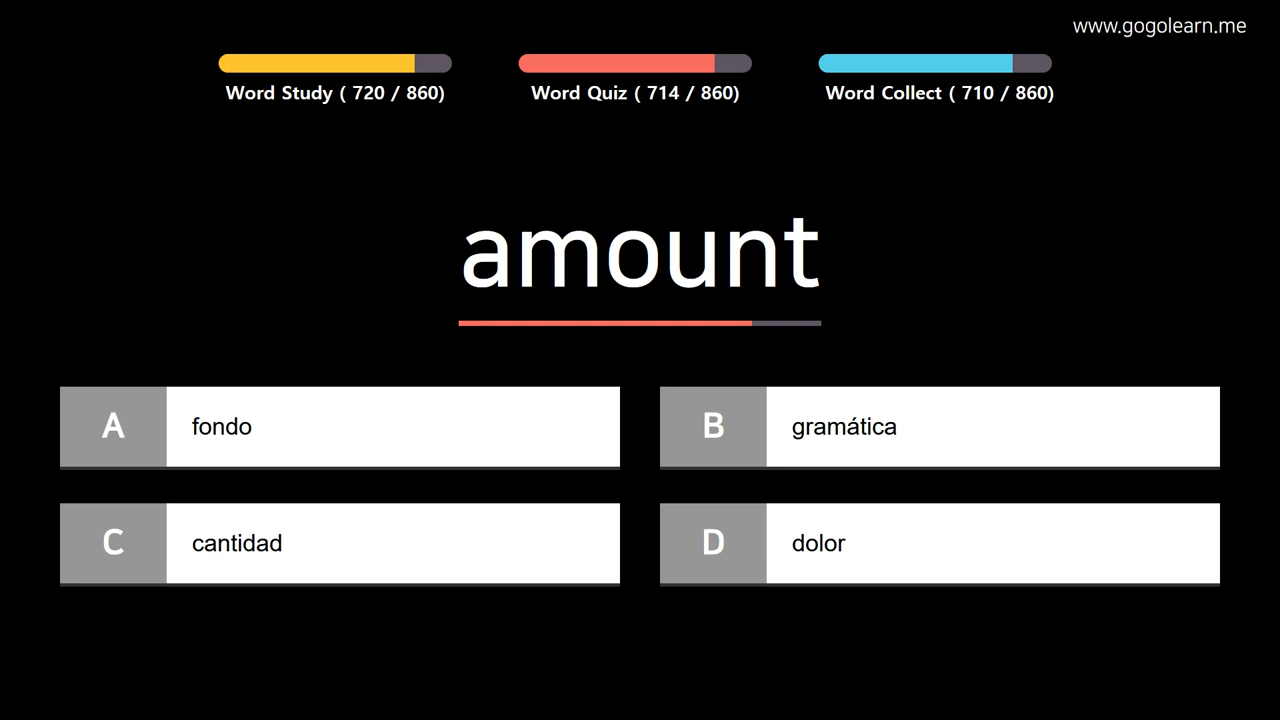 www.gogolearn.me
Word Study ( 720 / 860)
Word Quiz ( 714 / 860)
Word Collect ( 710 / 860)
amount
A fondo
B gramática
C cantidad
D dolor